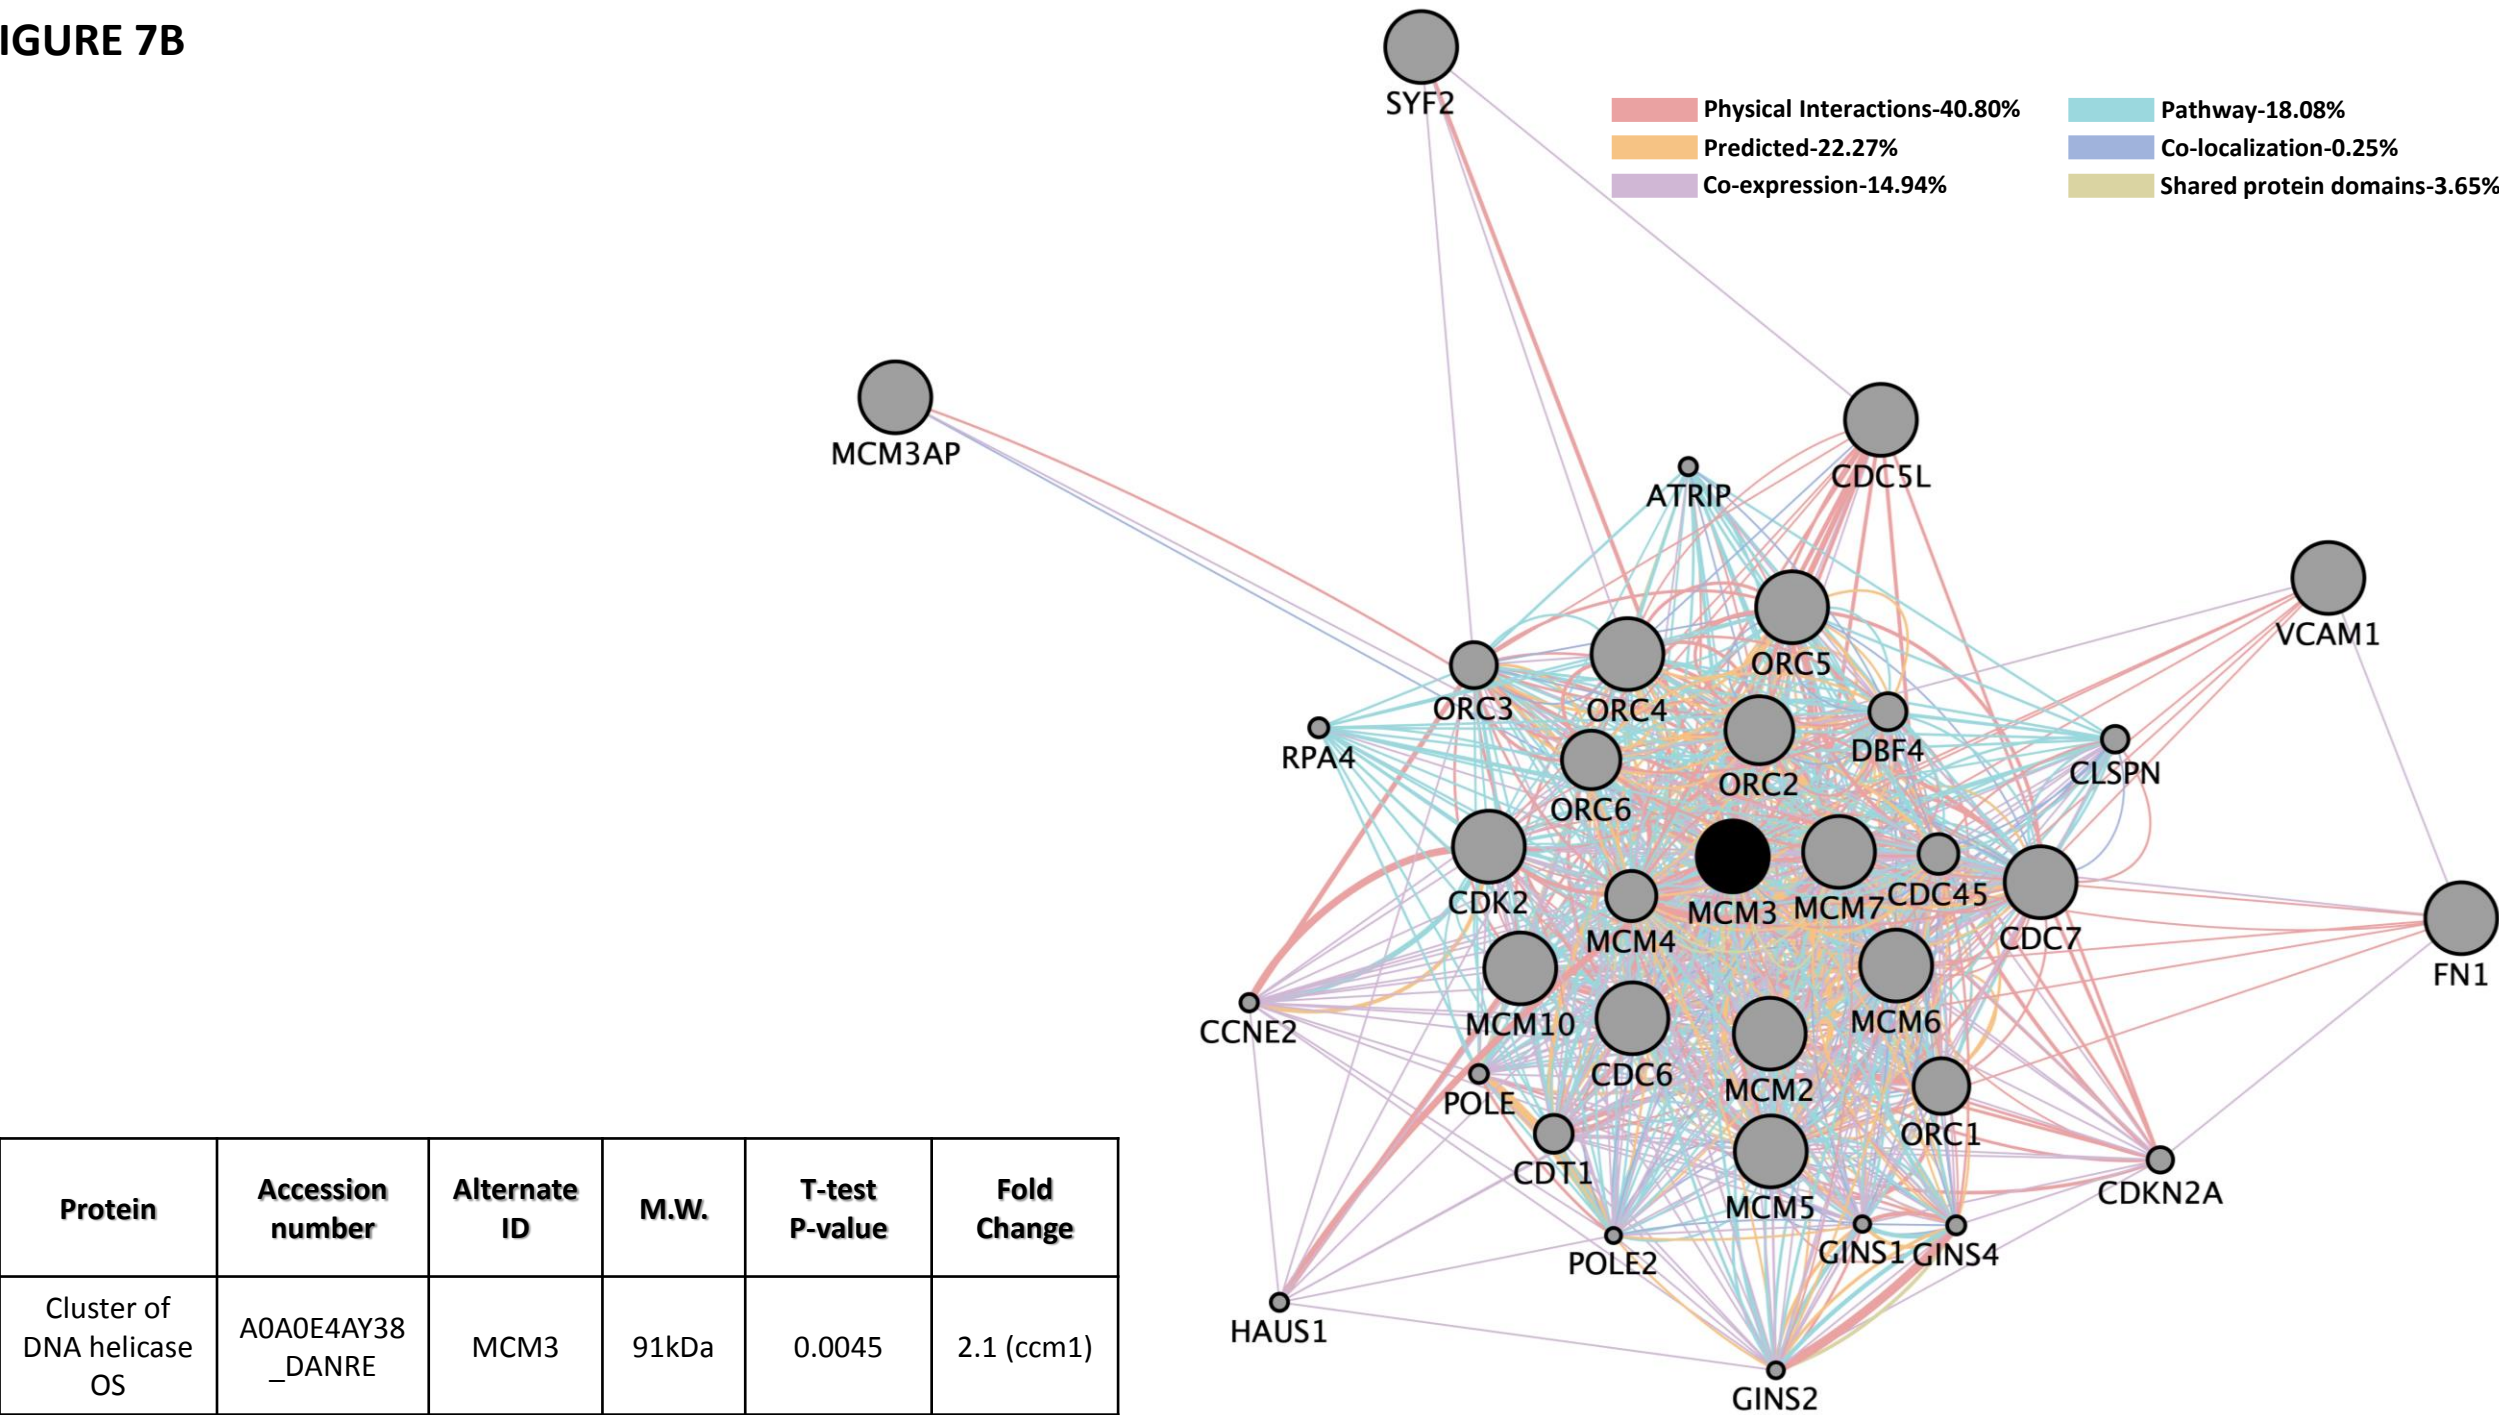 IGURE 7B
SYF2
Physical Interactions-40.80%
Pathway-18.08%
Predicted-22.27%
Co-localization-0.25%
Co-expression-14.94%
Shared protein domains-3.65%
MCM3AP
CDC5L
ATRIP
VCAM1
ORC5
ORC3
ORC4
DBF4
RPA4
CLSPN
ORC2
ORC6
CDK2
MCM3
MCM7
CDC45
MCM4
CDC7
FN1
CCNE2
MCM10
MCM6
CDC6
MCM2
POLE
ORC1
CDT1
CDKN2A
MCM5
POLE2
GINS1
GINS4
HAUS1
GINS2
Protein
Accession
number
Alternate
ID
M.W.
T-test
P-value
Fold
Change
Cluster of
DNA helicase
OS
A0A0E4AY38
_DANRE
MCM3
91kDa
0.0045
2.1 (ccm1)